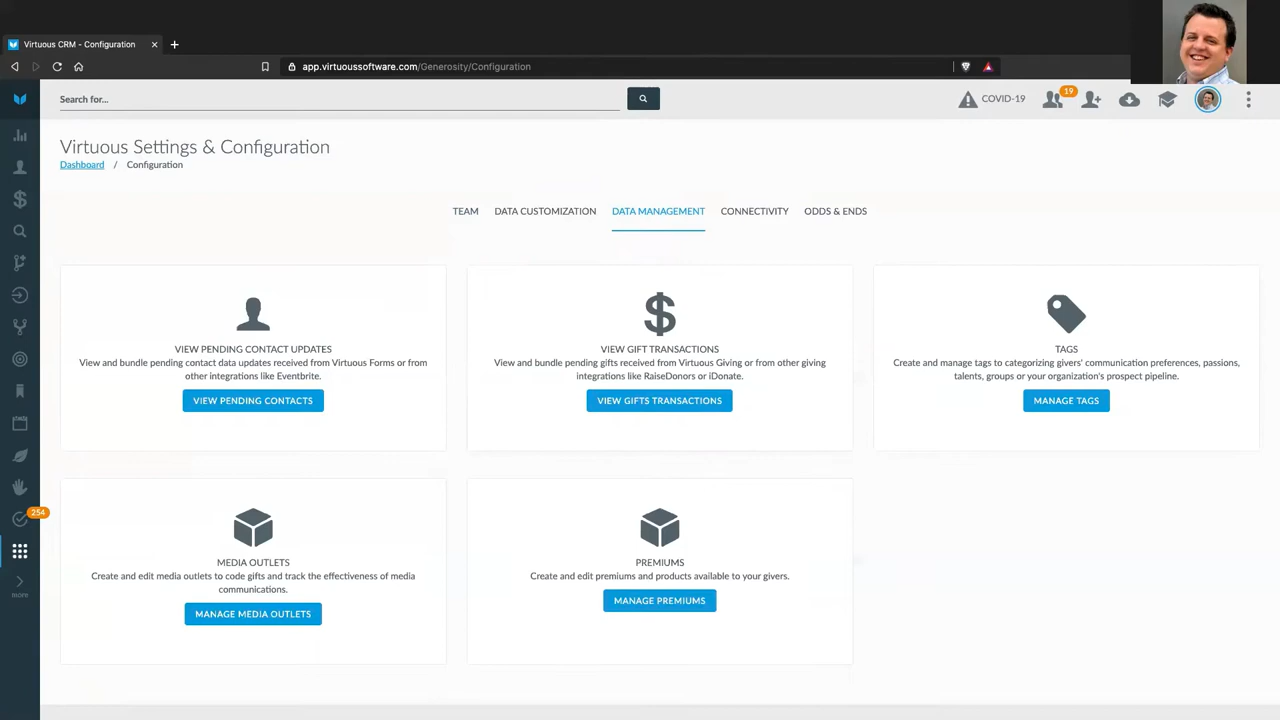 Virtuous CRM - Configuration
app.virtuoussoftware.com/Generosity/Configuration
Search for...
COVID-19
19
Virtuous Settings & Configuration
Dashboard / Configuration
TEAM DATA CUSTOMIZATION DATA MANAGEMENT CONNECTIVITY ODDS & ENDS
VIEW PENDING CONTACT UPDATES
View and bundle pending contact data updates received from Virtuous Forms or from
other integrations like Eventbrite.
VIEW PENDING CONTACTS
VIEW GIFT TRANSACTIONS
View and bundle pending gifts received from Virtuous Giving or from other giving
integrations like RaiseDonors or iDonate.
VIEW GIFTS TRANSACTIONS
TAGS
Create and manage tags to categorizing givers' communication preferences, passions,
talents, groups or your organization's prospect pipeline.
MANAGE TAGS
MEDIA OUTLETS
Create and edit media outlets to code gifts and track the effectiveness of media
communications.
MANAGE MEDIA OUTLETS
PREMIUMS
Create and edit premiums and products available to your givers.
MANAGE PREMIUMS
254
more